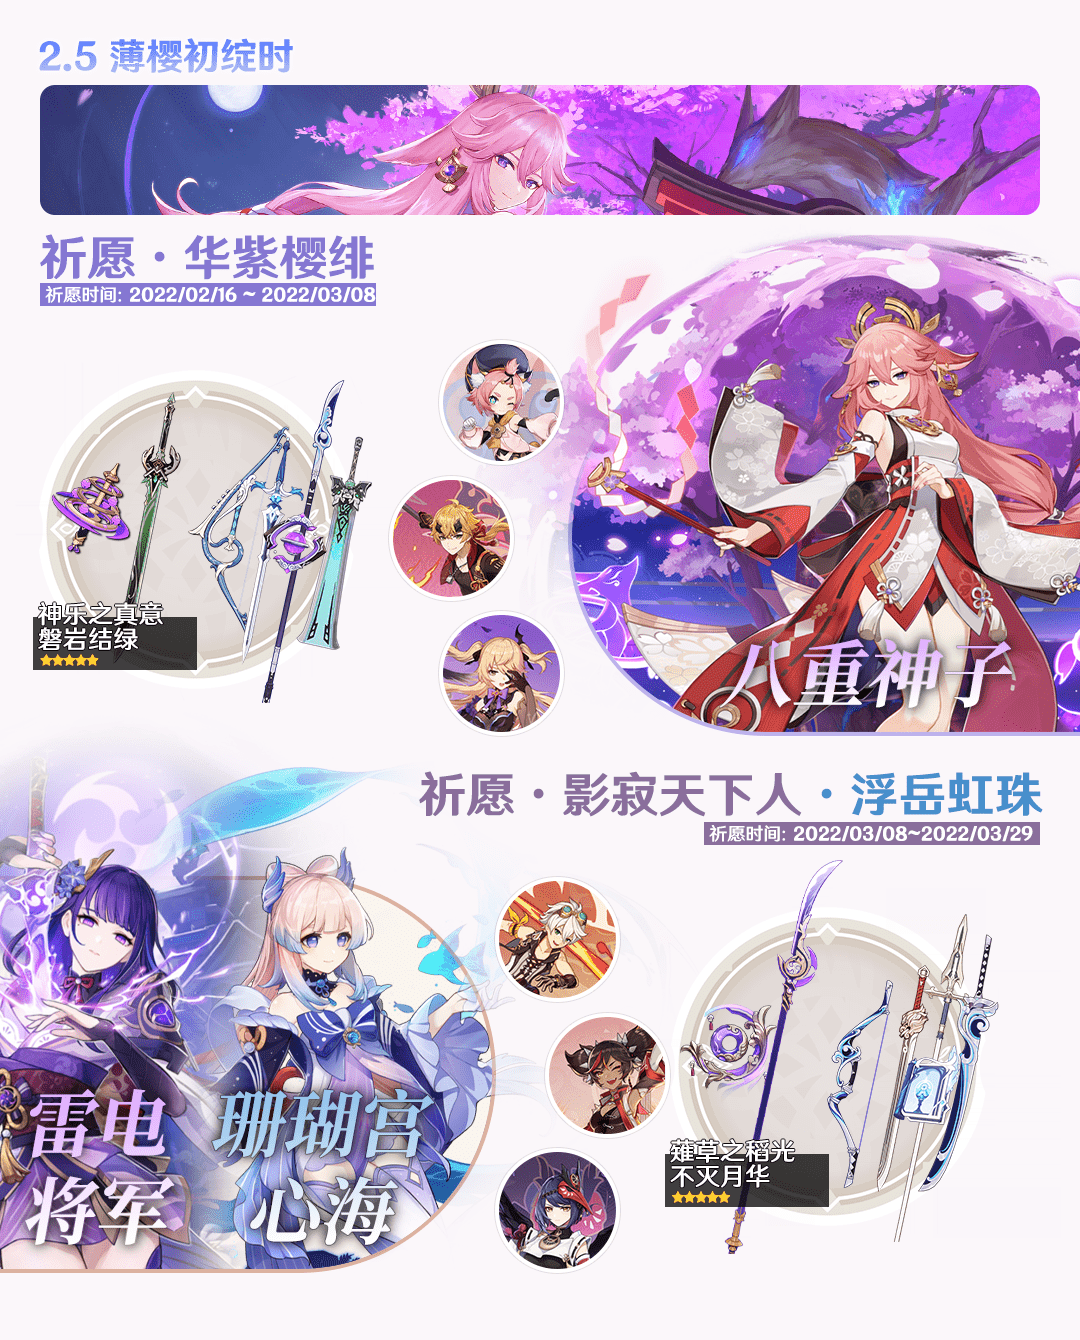 2.5 薄樱初绽时
祈愿・华紫樱绯
祈愿时间: 2022/02/16 ~ 2022/03/08
神乐之真意
磐岩结绿
八重神子
祈愿・影寂天下人・浮岳虹珠
祈愿时间: 2022/03/08~2022/03/29
雷电
将军
珊瑚宫
心海
薙草之稻光
不灭月华